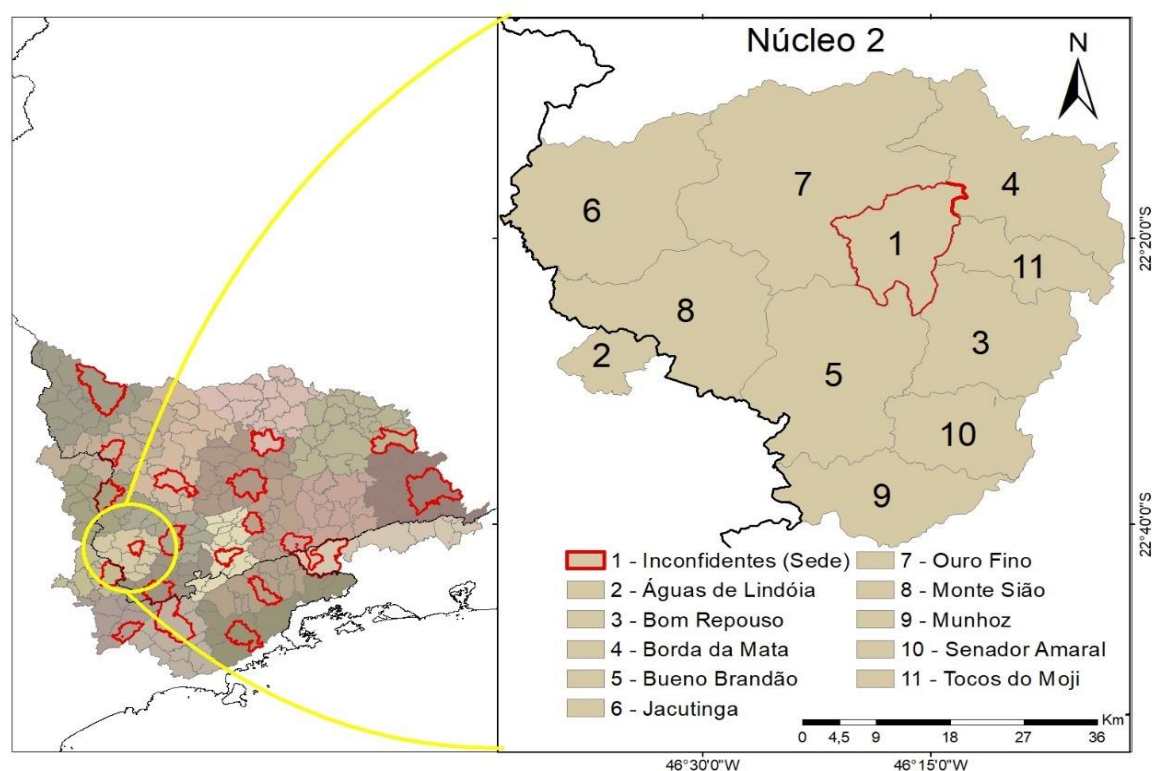 Núcleo 2
N
7
4
6
1
11
8
3
2
5
10
9
22°20'0"S
22°40'0"S
1 - Inconfidentes (Sede)
2 - Águas de Lindóia
3 - Bom Repouso
4 - Borda da Mata
5 - Bueno Brandão
6 - Jacutinga
7 - Ouro Fino
8 - Monte Sião
9 - Munhoz
10 - Senador Amaral
11 - Tocos do Moji
Km
0 4,5 9 18 27 36
46°30'0"W 46°15'0"W